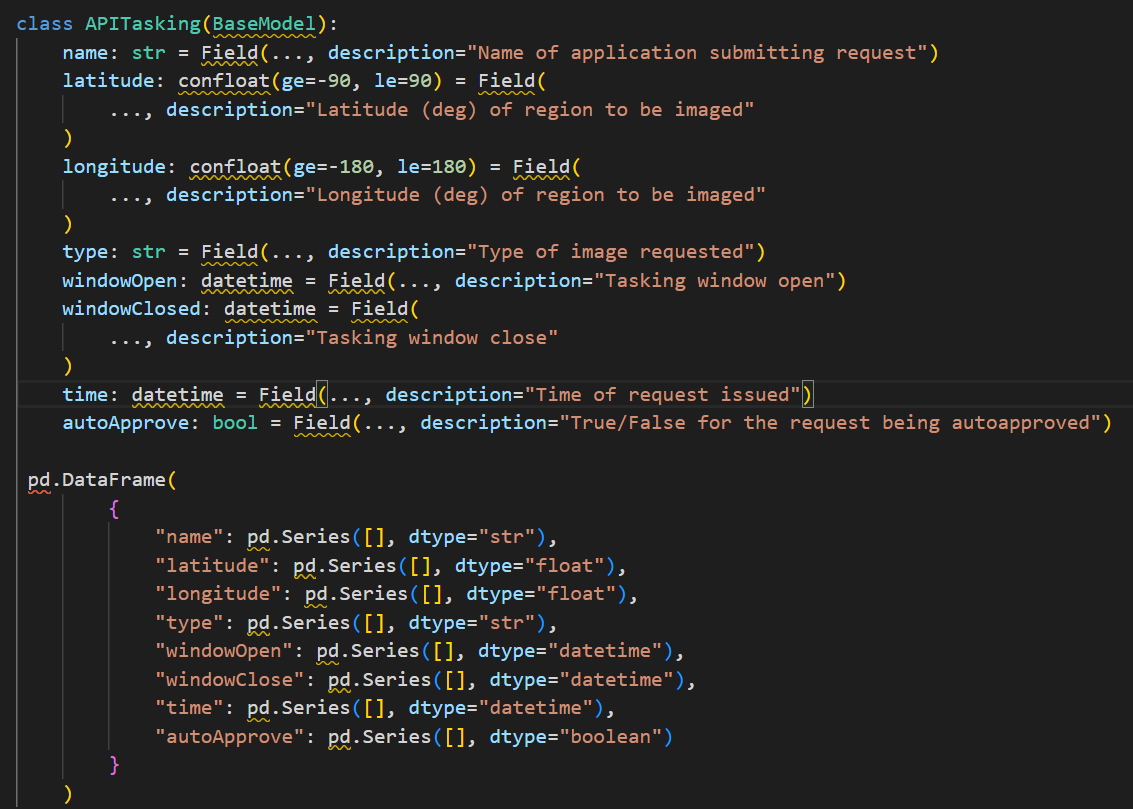 class APITasking(BaseModel):
    name: str = Field(..., description="Name of application submitting request")
    latitude: confloat(ge=-90, le=90) = Field(
        ..., description="Latitude (deg) of region to be imaged"
    )
    longitude: confloat(ge=-180, le=180) = Field(
        ..., description="Longitude (deg) of region to be imaged"
    )
    type: str = Field(..., description="Type of image requested")
    windowOpen: datetime = Field(..., description="Tasking window open")
    windowClosed: datetime = Field(
        ..., description="Tasking window close"
    )
    time: datetime = Field(..., description="Time of request issued")
    autoApprove: bool = Field(..., description="True/False for the request being autoapproved")

 pd.DataFrame(
        {
            "name": pd.Series([], dtype="str"),
            "latitude": pd.Series([], dtype="float"),
            "longitude": pd.Series([], dtype="float"),
            "type": pd.Series([], dtype="str"),
            "windowOpen": pd.Series([], dtype="datetime"),
            "windowClose": pd.Series([], dtype="datetime"),
            "time": pd.Series([], dtype="datetime"),
            "autoApprove": pd.Series([], dtype="boolean")
        }
    )